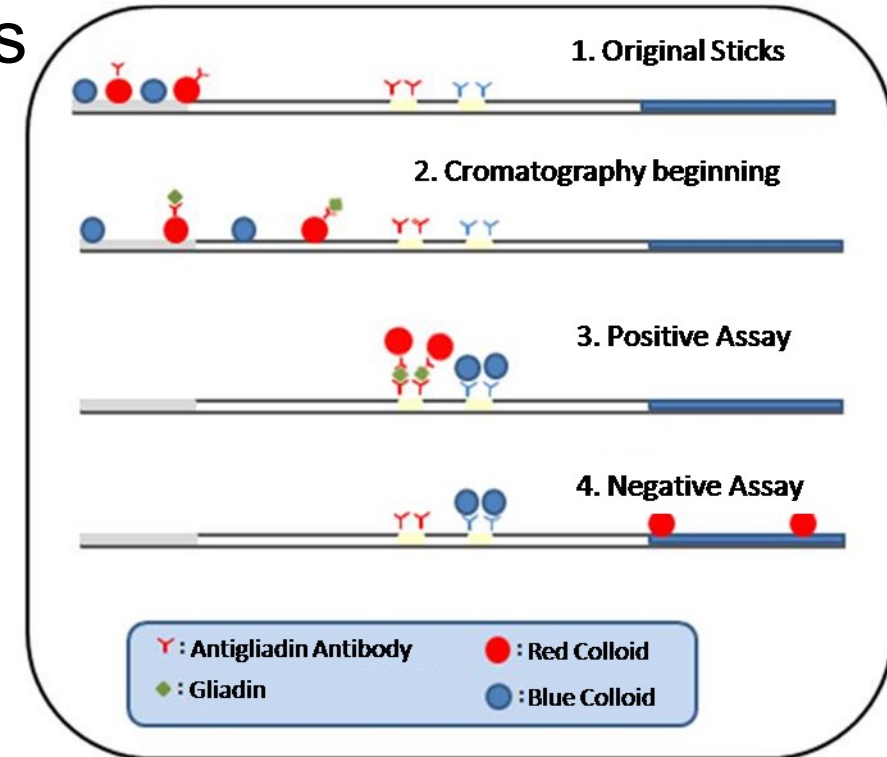 s
1. Original Sticks
2. Cromatography beginning
3. Positive Assay
4. Negative Assay
: Antigliadin Antibody
: Red Colloid
: Gliadin
: Blue Colloid